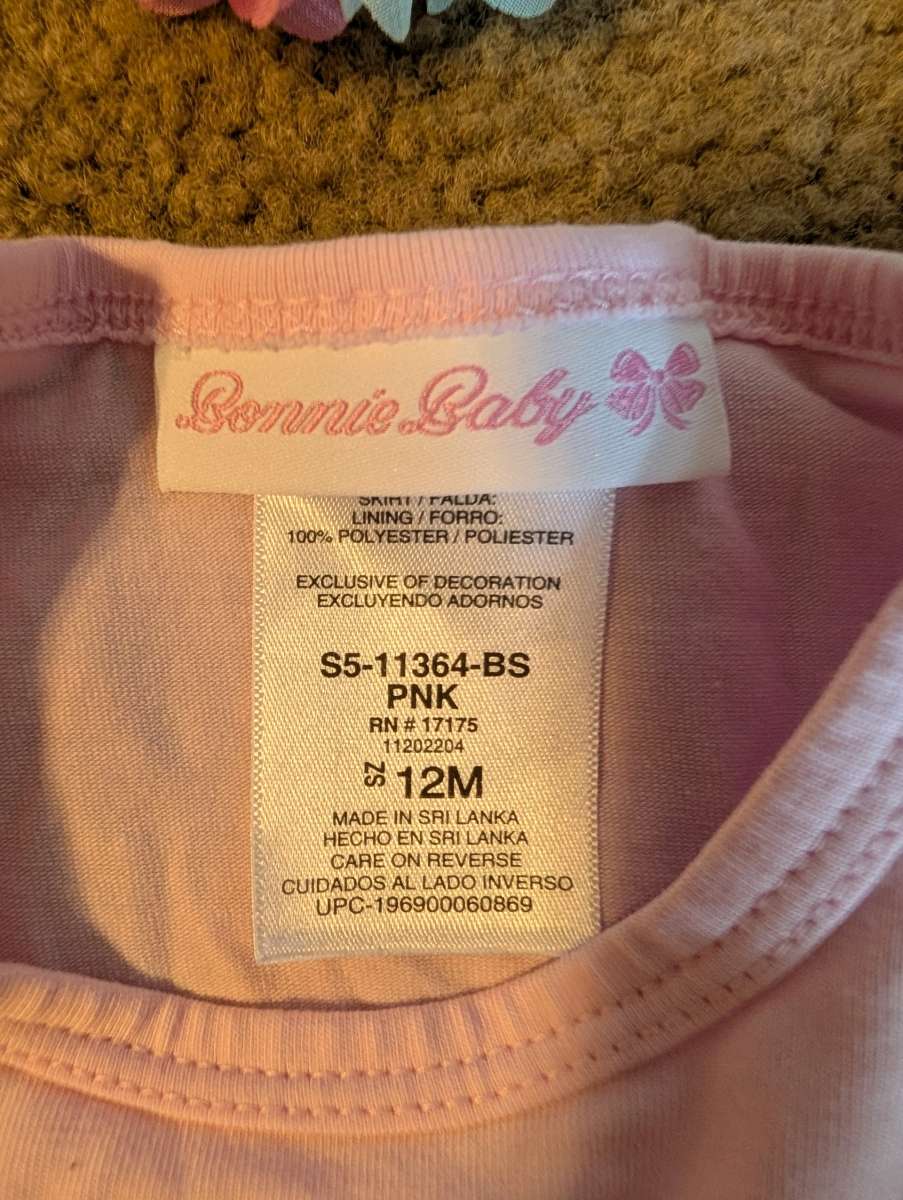 Bonnie Baby
SKIRT / FALDA:
LINING / FORRO:
100% POLYESTER / POLIESTER
EXCLUSIVE OF DECORATION
EXCLUYENDO ADORNOS
S5-11364-BS
PNK
RN # 17175
11202204
SZ 12M
MADE IN SRI LANKA
HECHO EN SRI LANKA
CARE ON REVERSE
CUIDADOS AL LADO INVERSO
UPC-196900060869